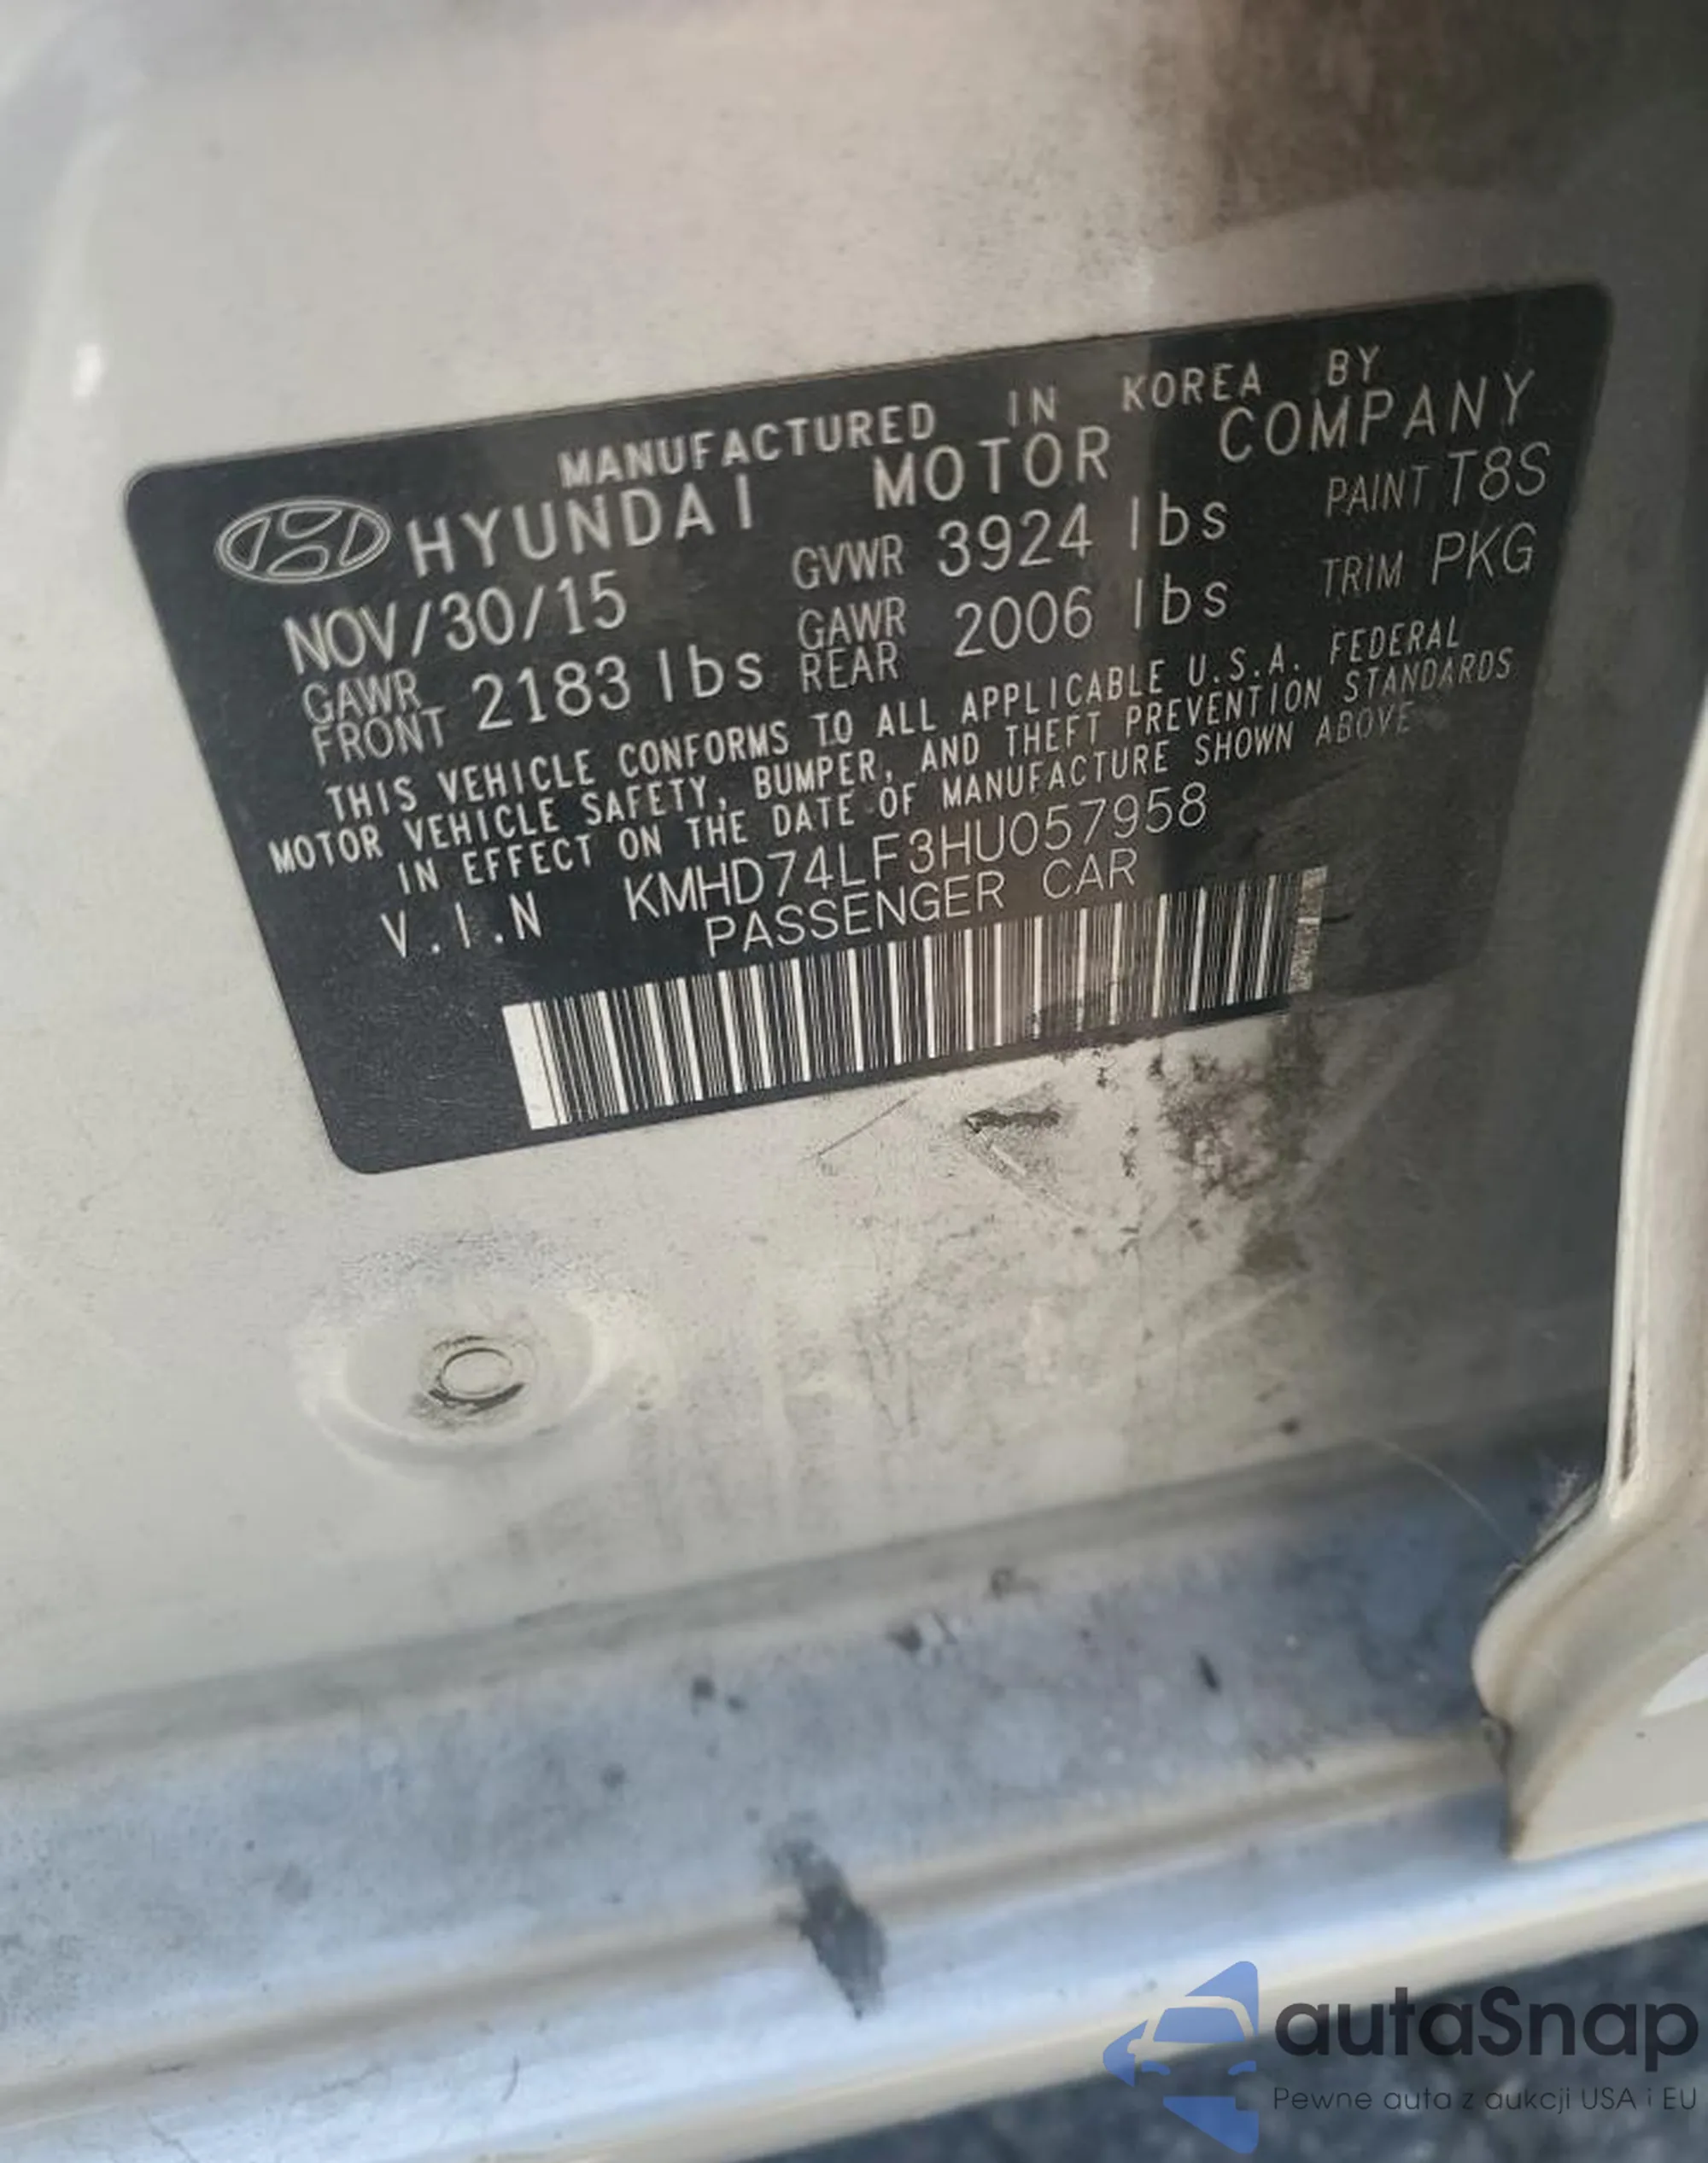 MANUFACTURED IN KOREA BY
HYUNDAI MOTOR COMPANY
NOV/30/15 GVWR 3924 lbs PAINT T8S
GAWR FRONT 2183 lbs GAWR REAR 2006 lbs TRIM PKG
THIS VEHICLE CONFORMS TO ALL APPLICABLE U.S.A. FEDERAL
MOTOR VEHICLE SAFETY, BUMPER, AND THEFT PREVENTION STANDARDS
IN EFFECT ON THE DATE OF MANUFACTURE SHOWN ABOVE
V.I.N KMHD74LF3HU057958
PASSENGER CAR
autaSnap
Pewne auta z aukcji USA i EU